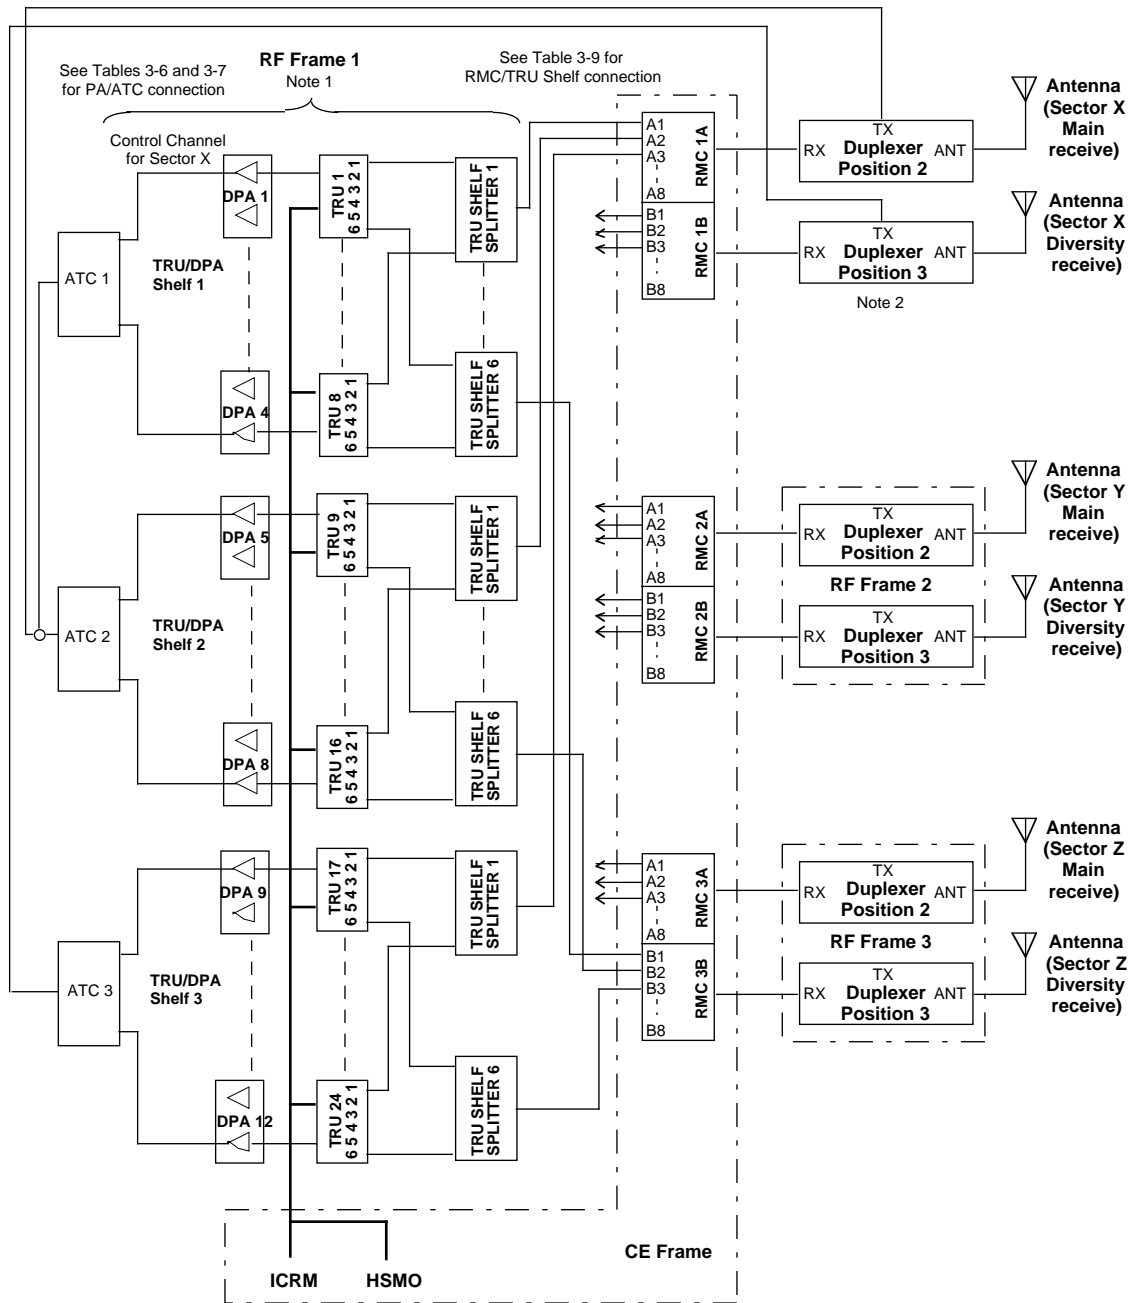 RF Frame 1
Note 1
See Tables 3-6 and 3-7
for PA/ATC connection
See Table 3-9 for
RMC/TRU Shelf connection
Control Channel
for Sector X
DPA 1
TRU 1
6 5 4 3 2 1
TRU SHELF
SPLITTER 1
ATC 1
TRU/DPA
Shelf 1
DPA 4
TRU 8
6 5 4 3 2 1
TRU SHELF
SPLITTER 6
A1
A2
A3
A8
RMC 1A
B1
B2
B3
B8
RMC 1B
TX
RX
Duplexer
ANT
Position 2
Antenna
(Sector X
Main
receive)
TX
RX
Duplexer
ANT
Position 3
Note 2
Antenna
(Sector X
Diversity
receive)
DPA 5
TRU 9
6 5 4 3 2 1
TRU SHELF
SPLITTER 1
ATC 2
TRU/DPA
Shelf 2
DPA 8
TRU 16
6 5 4 3 2 1
TRU SHELF
SPLITTER 6
A1
A2
A3
A8
RMC 2A
B1
B2
B3
B8
RMC 2B
TX
RX
Duplexer
ANT
Position 2
RF Frame 2
TX
RX
Duplexer
ANT
Position 3
Antenna
(Sector Y
Main
receive)
Antenna
(Sector Y
Diversity
receive)
DPA 9
TRU 17
6 5 4 3 2 1
TRU SHELF
SPLITTER 1
ATC 3
TRU/DPA
Shelf 3
DPA 12
TRU 24
6 5 4 3 2 1
TRU SHELF
SPLITTER 6
A1
A2
A3
A8
RMC 3A
B1
B2
B3
B8
RMC 3B
TX
RX
Duplexer
ANT
Position 2
RF Frame 3
TX
RX
Duplexer
ANT
Position 3
Antenna
(Sector Z
Main
receive)
Antenna
(Sector Z
Diversity
receive)
CE Frame
ICRM
HSMO